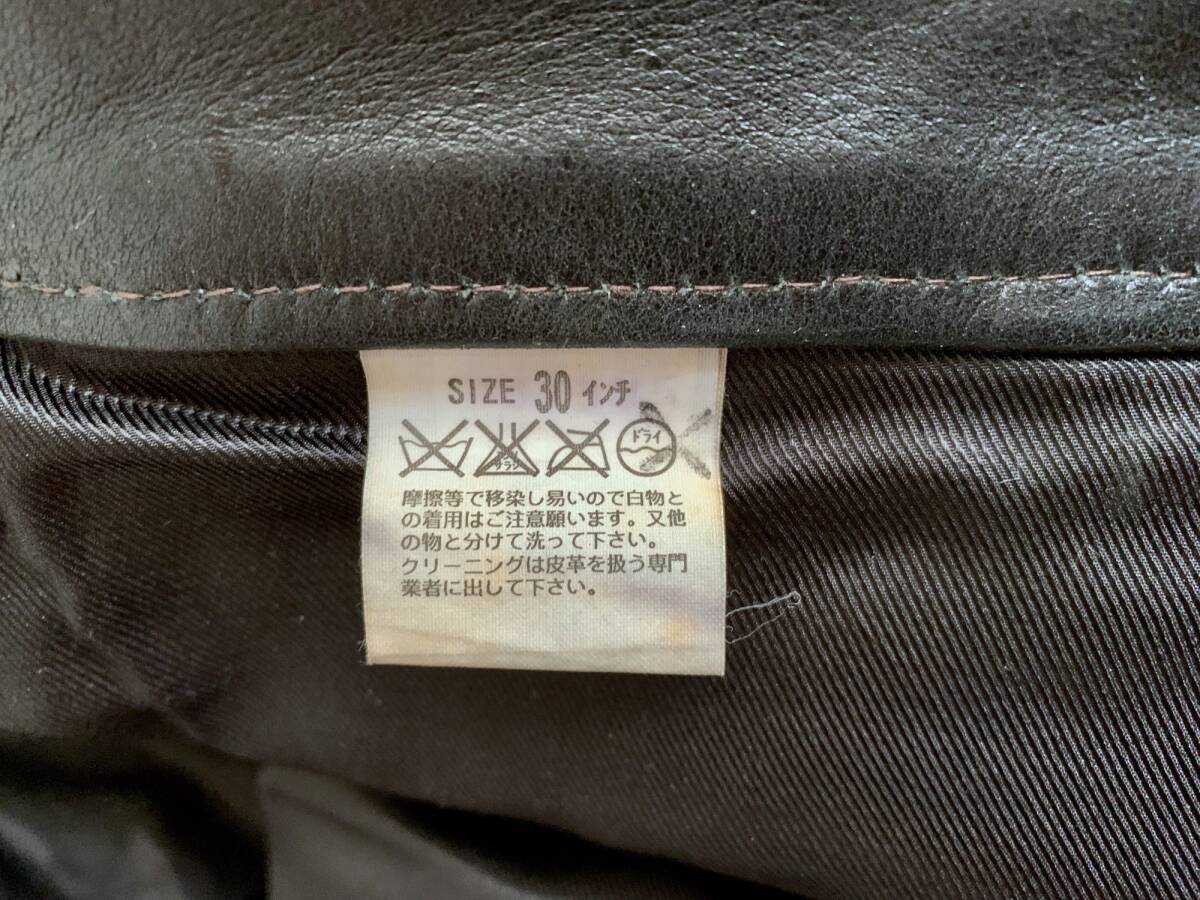 SIZE 30 インチ
サラシ ドライ
摩擦等で移染し易いので白物と
の着用はご注意願います。又他
の物と分けて洗って下さい。
クリーニングは皮革を扱う専門
業者に出して下さい。